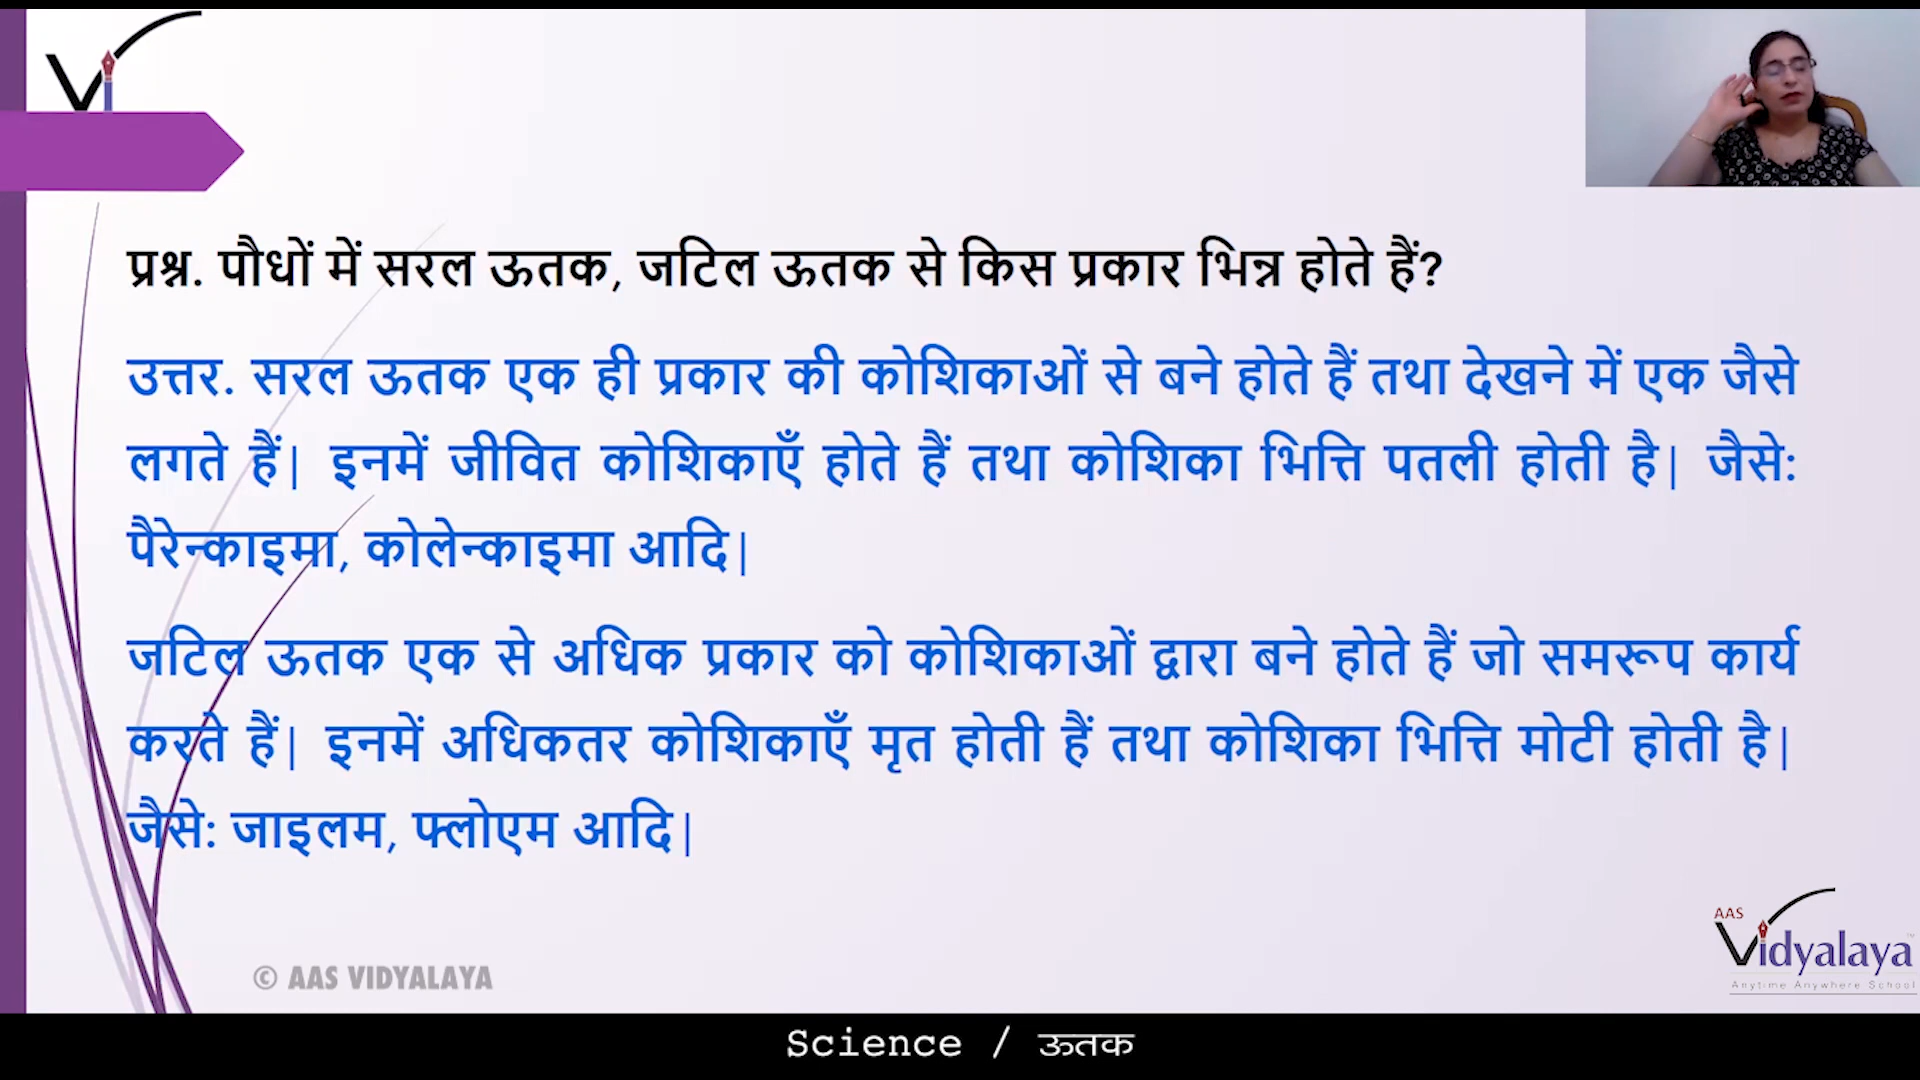 Vi
प्रश्न. पौधों में सरल ऊतक, जटिल ऊतक से किस प्रकार भिन्न होते हैं?
उत्तर. सरल ऊतक एक ही प्रकार की कोशिकाओं से बने होते हैं तथा देखने में एक जैसे
लगते हैं| इनमें जीवित कोशिकाएँ होते हैं तथा कोशिका भित्ति पतली होती है| जैसे:
पैरेन्काइमा, कोलेन्काइमा आदि|
जटिल ऊतक एक से अधिक प्रकार को कोशिकाओं द्वारा बने होते हैं जो समरूप कार्य
करते हैं| इनमें अधिकतर कोशिकाएँ मृत होती हैं तथा कोशिका भित्ति मोटी होती है|
जैसे: जाइलम, फ्लोएम आदि|
AAS
Vidyalaya™
Anytime Anywhere School
© AAS VIDYALAYA
Science / ऊतक